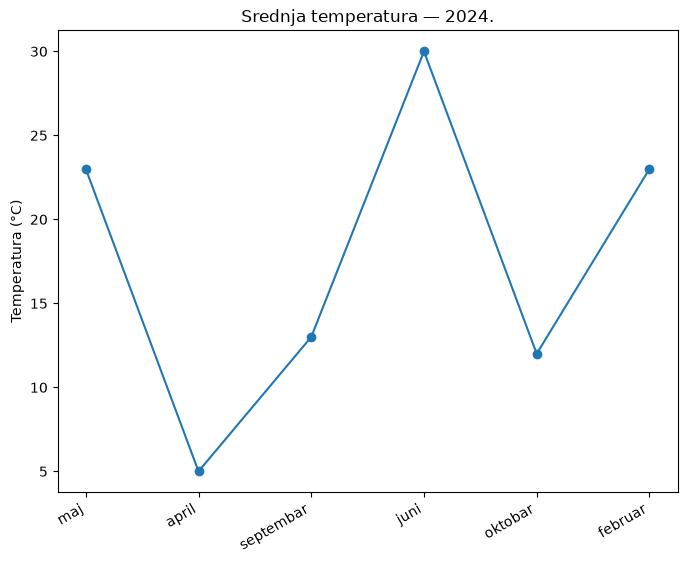 Srednja temperatura — 2024.
Temperatura (°C)
30
25
20
15
10
5
maj
april
septembar
juni
oktobar
februar